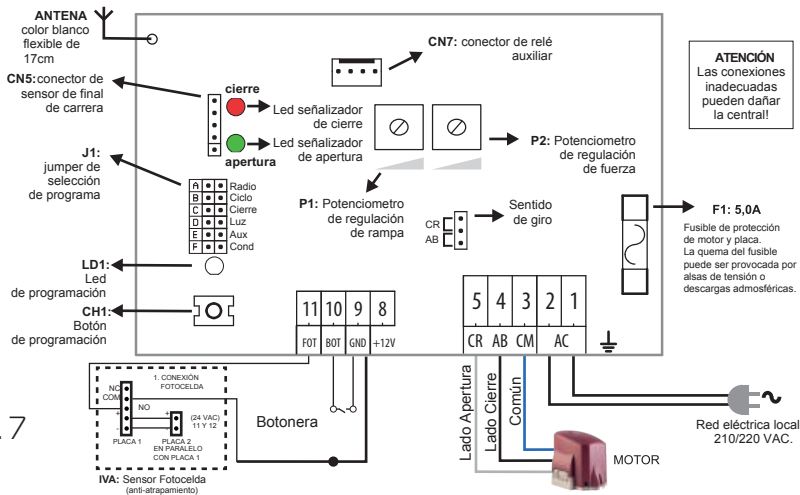 ANTENA
color blanco
flexible de
17cm
CN5:conector de
sensor de final
de carrera
J1:
jumper de
selección
de programa
LD1:
Led
de programación
CH1:
Botón
de programación
cierre
Led señalizador
de cierre
Led señalizador
de apertura
apertura
A Radio
B Ciclo
C Cierre
D Luz
E Aux
F Cond
CN7: conector de relé
auxiliar
P2: Potenciometro
de regulación
de fuerza
P1: Potenciometro
de regulación
de rampa
CR
AB
Sentido
de giro
ATENCIÓN
Las conexiones
inadecuadas
pueden dañar
la central!
F1: 5,0A
Fusible de protección
de motor y placa.
La quema del fusible
puede ser provocada por
alsas de tensión o
descargas admosféricas.
11 10 9 8
FOT BOT GND +12V
5 4 3 2 1
CR AB CM AC
1. CONEXIÓN
FOTOCELDA
NC
COM
NO
+
-
+
-
(24 VAC)
11 Y 12
PLACA 1
PLACA 2
EN PARALELO
CON PLACA 1
IVA: Sensor Fotocelda
(anti-atrapamiento)
.7
Botonera
Lado Apertura
Lado Cierre
Común
MOTOR
Red eléctrica local
210/220 VAC.